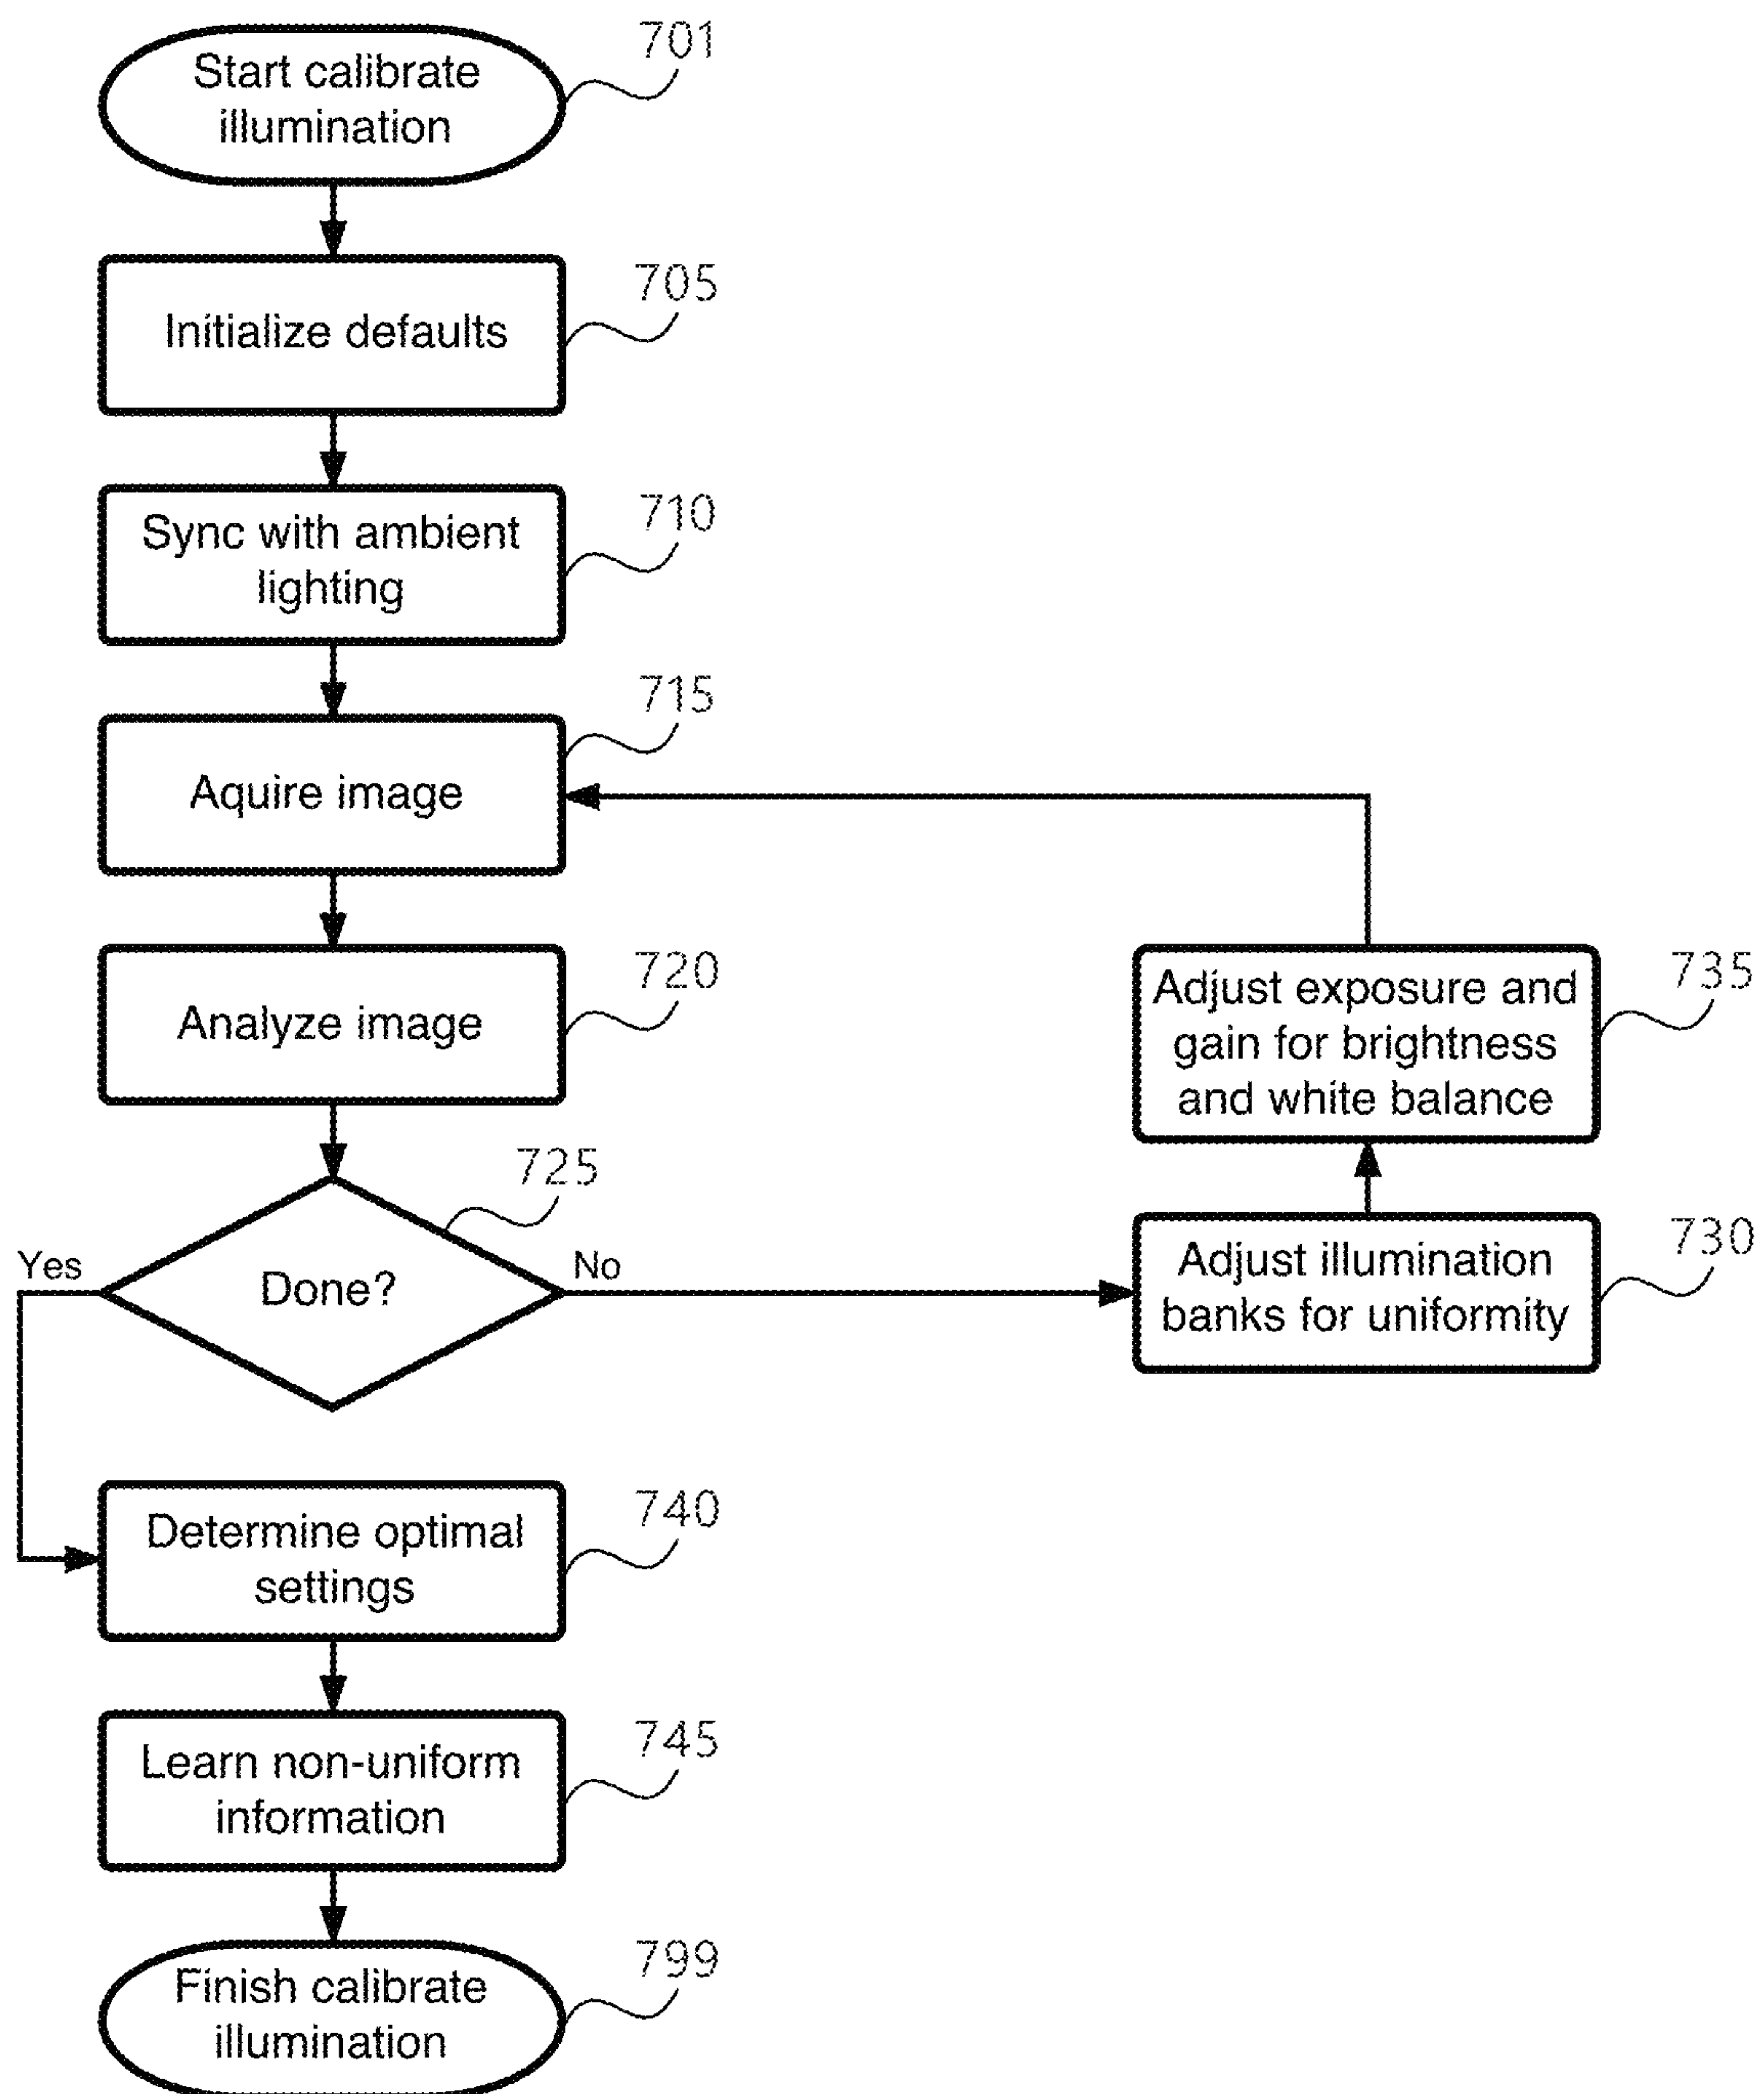 Start calibrate
illumination
701
Initialize defaults
705
Sync with ambient
lighting
710
Aquire image
715
Analyze image
720
Done?
725
Yes
No
Adjust illumination
banks for uniformity
730
Adjust exposure and
gain for brightness
and white balance
735
Determine optimal
settings
740
Learn non-uniform
information
745
Finish calibrate
illumination
799